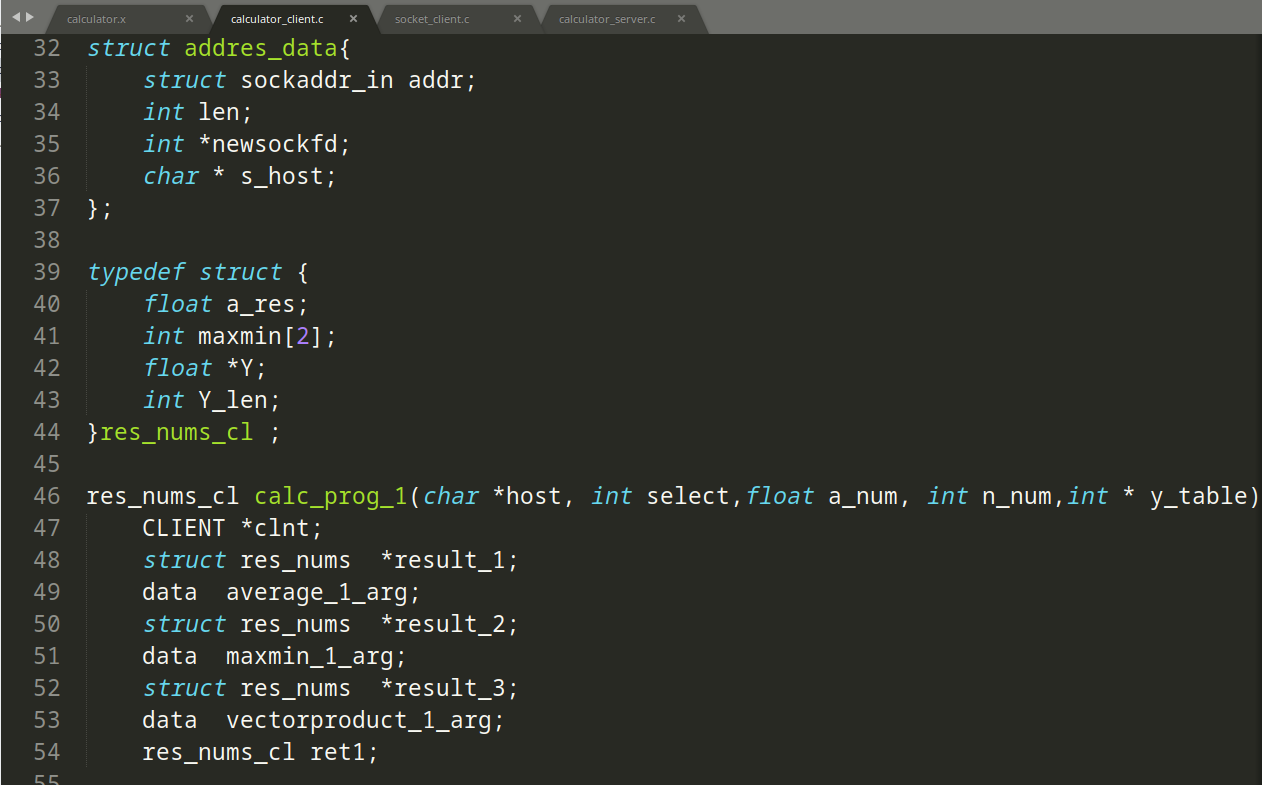 calculator.x × calculator_client.c × socket_client.c × calculator_server.c ×
32 struct addres_data{
33     struct sockaddr_in addr;
34     int len;
35     int *newsockfd;
36     char * s_host;
37 };
38
39 typedef struct {
40     float a_res;
41     int maxmin[2];
42     float *Y;
43     int Y_len;
44 }res_nums_cl ;
45
46 res_nums_cl calc_prog_1(char *host, int select,float a_num, int n_num,int * y_table)
47     CLIENT *clnt;
48     struct res_nums  *result_1;
49     data  average_1_arg;
50     struct res_nums  *result_2;
51     data  maxmin_1_arg;
52     struct res_nums  *result_3;
53     data  vectorproduct_1_arg;
54     res_nums_cl ret1;
55